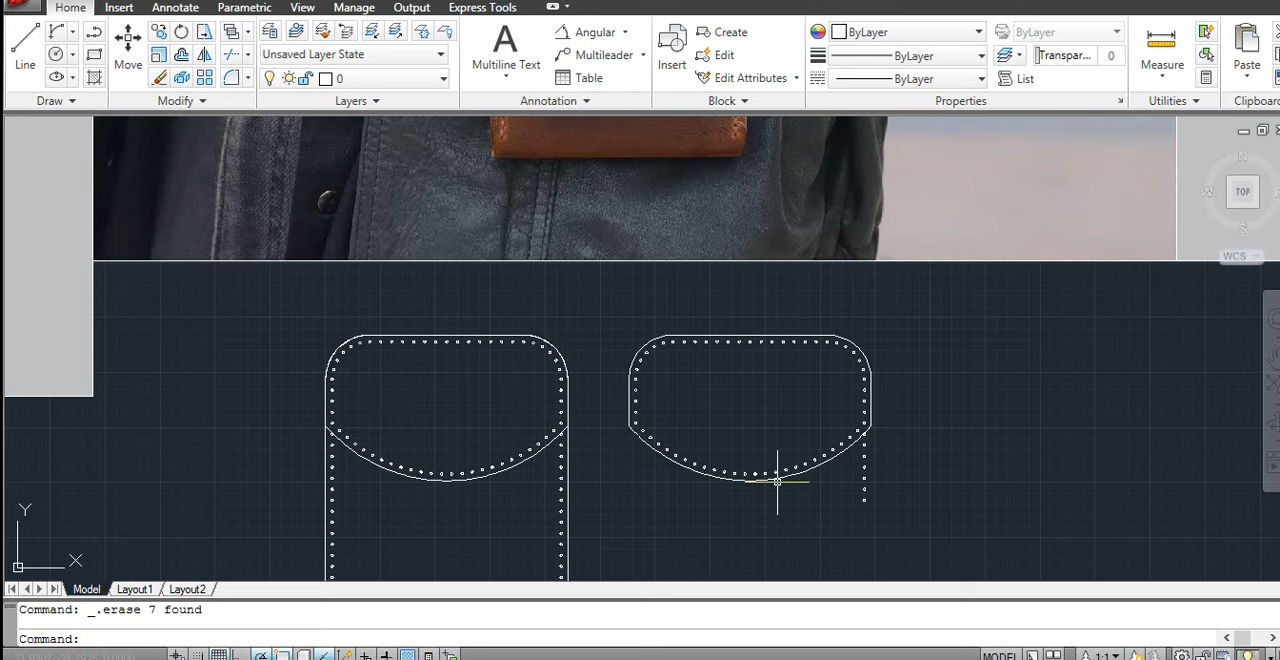 Home Insert Annotate Parametric View Manage Output Express Tools
Line
Move
Unsaved Layer State
0
Multiline Text
Angular
Multileader
Table
Insert
Create
Edit
Edit Attributes
ByLayer
ByLayer
ByLayer
ByLayer
Transpar... 0
List
Measure
Paste
Draw Modify Layers Annotation Block Properties Utilities Clipboard
N
W TOP
S
WCS
Y
X
Model Layout1 Layout2
Command: _.erase 7 found
Command:
MODEL 1:1